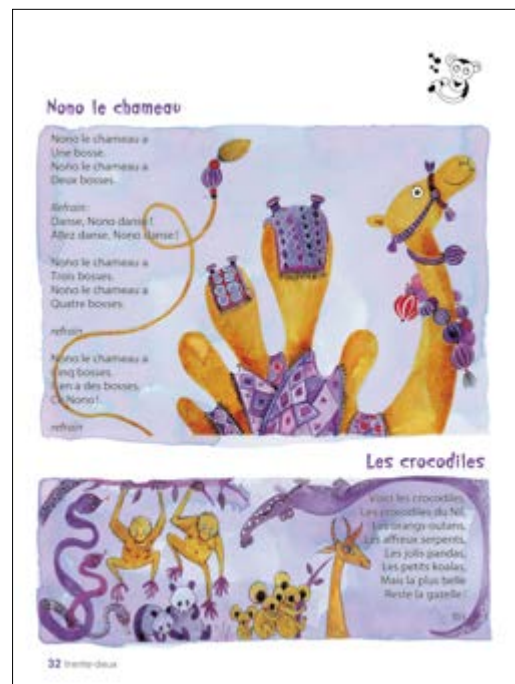 Nono le chameau
Nono le chameau a
Une bosse.
Nono le chameau a
Deux bosses.
Refrain:
Danse, Nono danse !
Allez danse, Nono danse !
Nono le chameau a
Trois bosses.
Nono le chameau a
Quatre bosses.
refrain
Nono le chameau a
Cinq bosses.
en a des bosses,
Ce Nono !
refrain
Les crocodiles
Voici les crocodiles,
Les crocodiles du Nil,
Les orangs-outans,
Les affreux serpents,
Les jolis pandas,
Les petits koalas,
Mais la plus belle
Reste la gazelle !
Bis
32 trente-deux